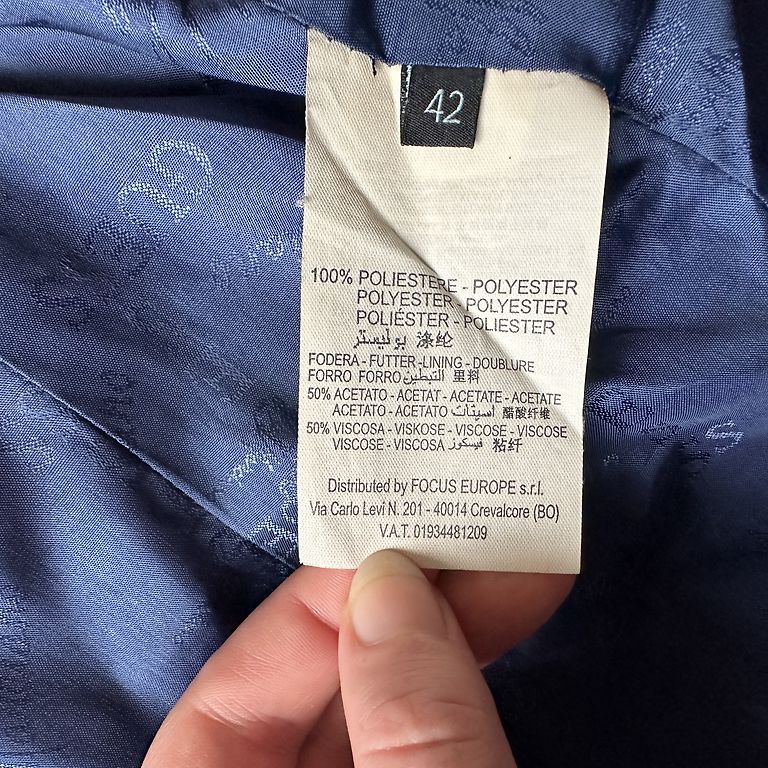 42
100% POLIESTERE - POLYESTER
POLYESTER - POLYESTER
POLIÉSTER - POLIESTER
بوليستر 涤纶
FODERA - FUTTER -LINING - DOUBLURE
FORRO FORRO التبطين 里料
50% ACETATO - ACETAT - ACETATE - ACETATE
ACETATO - ACETATO اسيتات 醋酸纤维
50% VISCOSA - VISKOSE - VISCOSE - VISCOSE
VISCOSE - VISCOSA فيسكوز 粘纤
Distributed by FOCUS EUROPE s.r.l.
Via Carlo Levi N. 201 - 40014 Crevalcore (BO)
V.A.T. 01934481209